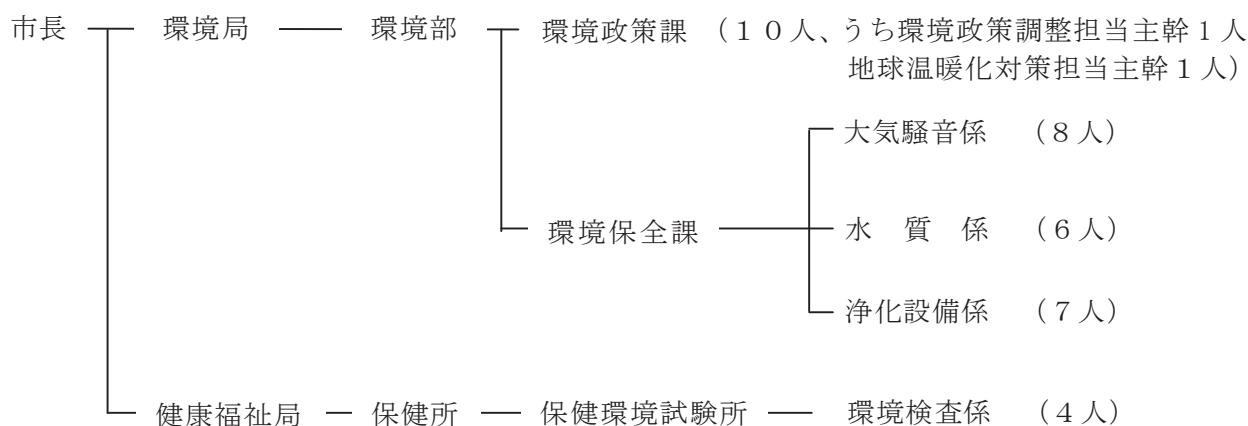 市長 環境局 環境部 環境政策課 (10人、うち環境政策調整担当主幹1人
地球温暖化対策担当主幹1人)
大気騒音係 (8人)
環境保全課 水質係 (6人)
浄化設備係 (7人)
健康福祉局 保健所 保健環境試験所 環境検査係 (4人)